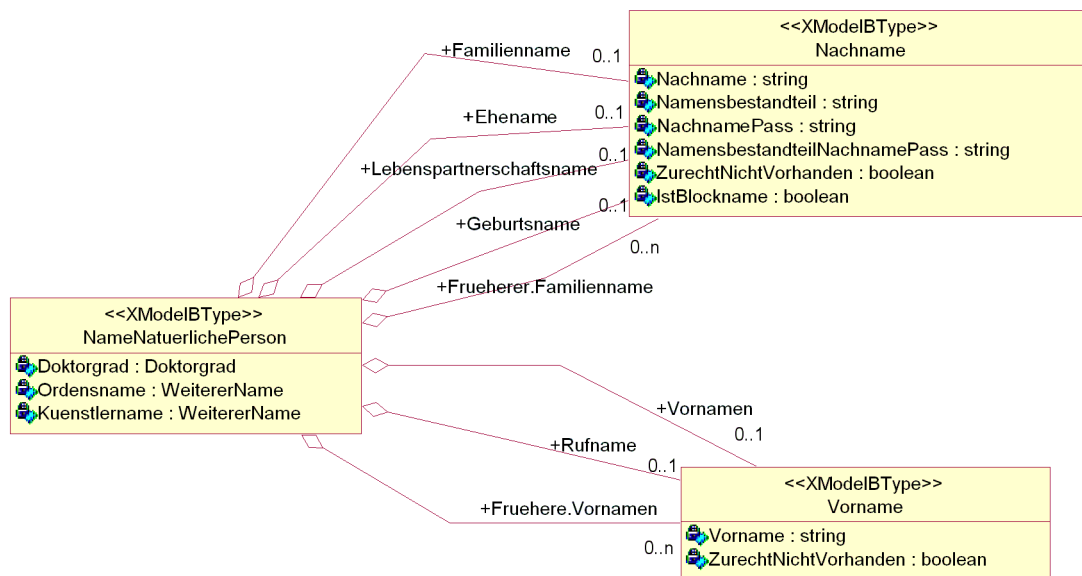 <<XModelBType>>
Nachname
Nachname : string
Namensbestandteil : string
NachnamePass : string
NamensbestandteilNachnamePass : string
ZurechtNichtVorhanden : boolean
IstBlockname : boolean
+Familienname
0..1
+Ehename
0..1
+Lebenspartnerschaftsname
0..1
+Geburtsname
0..1
+Frueherer.Familienname
0..n
<<XModelBType>>
NameNatuerlichePerson
Doktorgrad : Doktorgrad
Ordensname : WeitererName
Kuenstlername : WeitererName
+Vornamen
0..1
+Rufname
0..1
+Fruehere.Vornamen
0..n
<<XModelBType>>
Vorname
Vorname : string
ZurechtNichtVorhanden : boolean